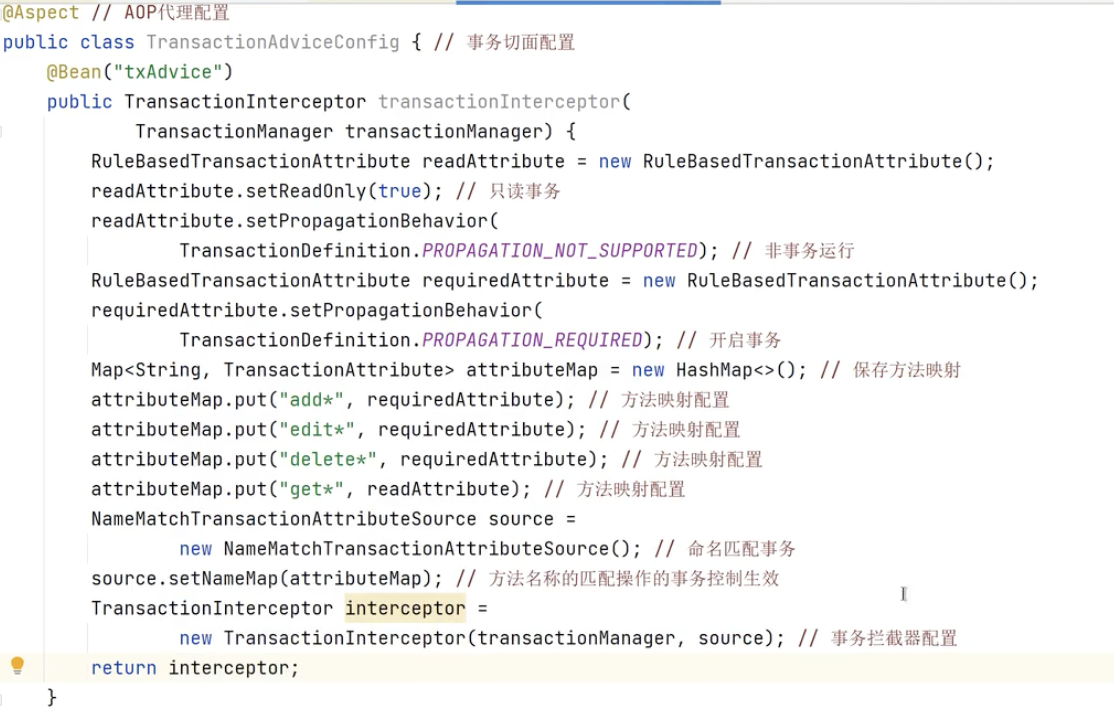 @Aspect // AOP代理配置
public class TransactionAdviceConfig { // 事务切面配置
@Bean("txAdvice")
public TransactionInterceptor transactionInterceptor(
TransactionManager transactionManager) {
RuleBasedTransactionAttribute readAttribute = new RuleBasedTransactionAttribute();
readAttribute.setReadOnly(true); // 只读事务
readAttribute.setPropagationBehavior(
TransactionDefinition.PROPAGATION_NOT_SUPPORTED); // 非事务运行
RuleBasedTransactionAttribute requiredAttribute = new RuleBasedTransactionAttribute();
requiredAttribute.setPropagationBehavior(
TransactionDefinition.PROPAGATION_REQUIRED); // 开启事务
Map<String, TransactionAttribute> attributeMap = new HashMap<>(); // 保存方法映射
attributeMap.put("add*", requiredAttribute); // 方法映射配置
attributeMap.put("edit*", requiredAttribute); // 方法映射配置
attributeMap.put("delete*", requiredAttribute); // 方法映射配置
attributeMap.put("get*", readAttribute); // 方法映射配置
NameMatchTransactionAttributeSource source =
new NameMatchTransactionAttributeSource(); // 命名匹配事务
source.setNameMap(attributeMap); // 方法名称的匹配操作的事务控制生效
TransactionInterceptor interceptor =
new TransactionInterceptor(transactionManager, source); // 事务拦截器配置
return interceptor;
}